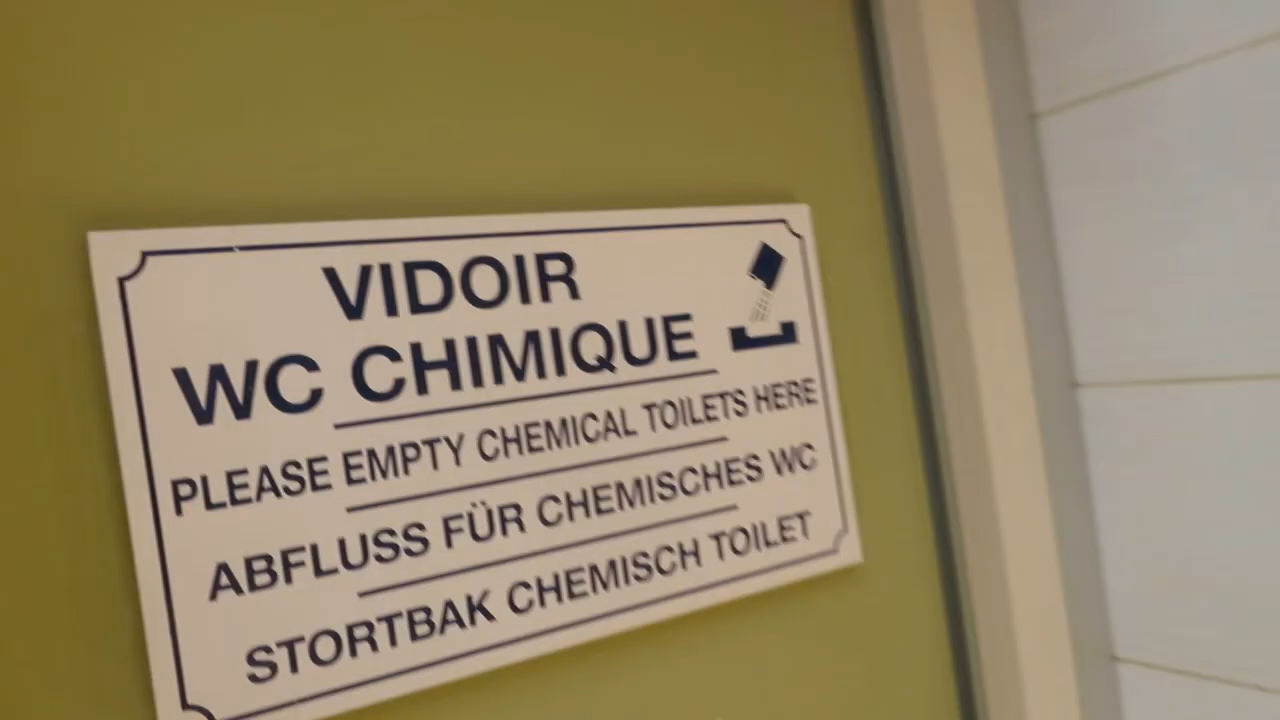 VIDOIR
WC CHIMIQUE
PLEASE EMPTY CHEMICAL TOILETS HERE
ABFLUSS FÜR CHEMISCHES WC
STORTBAK CHEMISCH TOILET